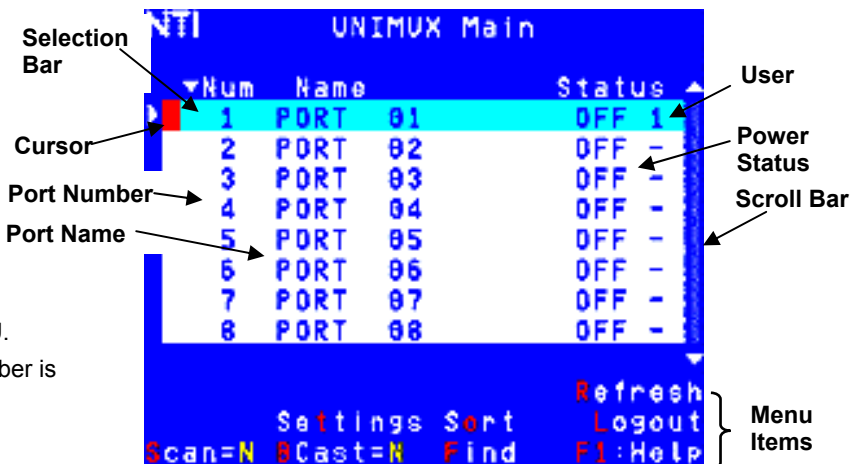 NTI UNIMUX Main
Selection
Bar
▼Num Name Status
User
1 PORT 01 OFF 1
Cursor
2 PORT 02 OFF -
Power
Status
3 PORT 03 OFF -
Port Number
4 PORT 04 OFF -
Scroll Bar
Port Name
5 PORT 05 OFF -
6 PORT 06 OFF -
7 PORT 07 OFF -
8 PORT 08 OFF -
ber is
Refresh
Settings Sort Logout
Scan=N BCast=N Find F1:Help
Menu
Items